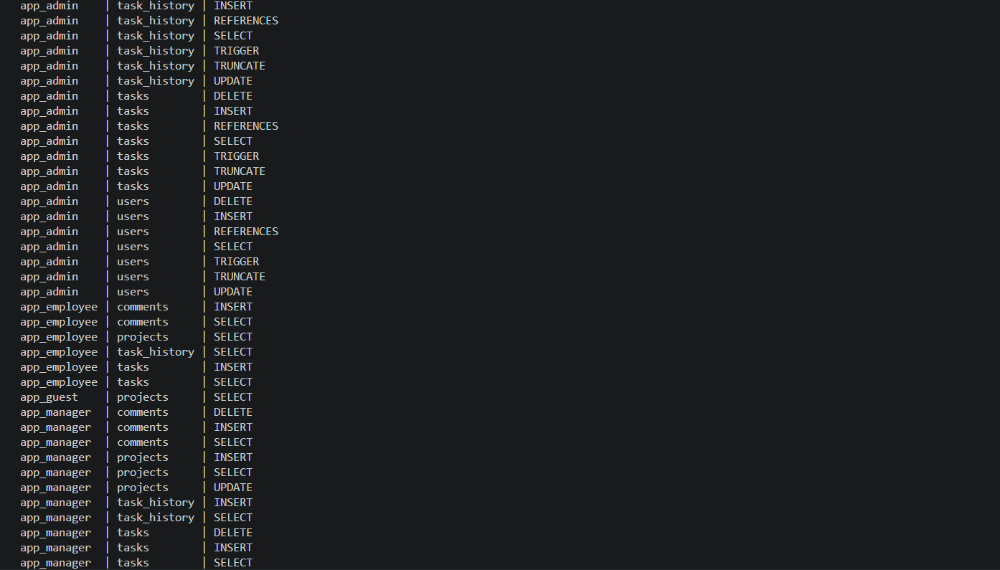 app_admin    | task_history | INSERT
app_admin    | task_history | REFERENCES
app_admin    | task_history | SELECT
app_admin    | task_history | TRIGGER
app_admin    | task_history | TRUNCATE
app_admin    | task_history | UPDATE
app_admin    | tasks        | DELETE
app_admin    | tasks        | INSERT
app_admin    | tasks        | REFERENCES
app_admin    | tasks        | SELECT
app_admin    | tasks        | TRIGGER
app_admin    | tasks        | TRUNCATE
app_admin    | tasks        | UPDATE
app_admin    | users        | DELETE
app_admin    | users        | INSERT
app_admin    | users        | REFERENCES
app_admin    | users        | SELECT
app_admin    | users        | TRIGGER
app_admin    | users        | TRUNCATE
app_admin    | users        | UPDATE
app_employee | comments     | INSERT
app_employee | comments     | SELECT
app_employee | projects     | SELECT
app_employee | task_history | SELECT
app_employee | tasks        | INSERT
app_employee | tasks        | SELECT
app_guest    | projects     | SELECT
app_manager  | comments     | DELETE
app_manager  | comments     | INSERT
app_manager  | comments     | SELECT
app_manager  | projects     | INSERT
app_manager  | projects     | SELECT
app_manager  | projects     | UPDATE
app_manager  | task_history | INSERT
app_manager  | task_history | SELECT
app_manager  | tasks        | DELETE
app_manager  | tasks        | INSERT
app_manager  | tasks        | SELECT